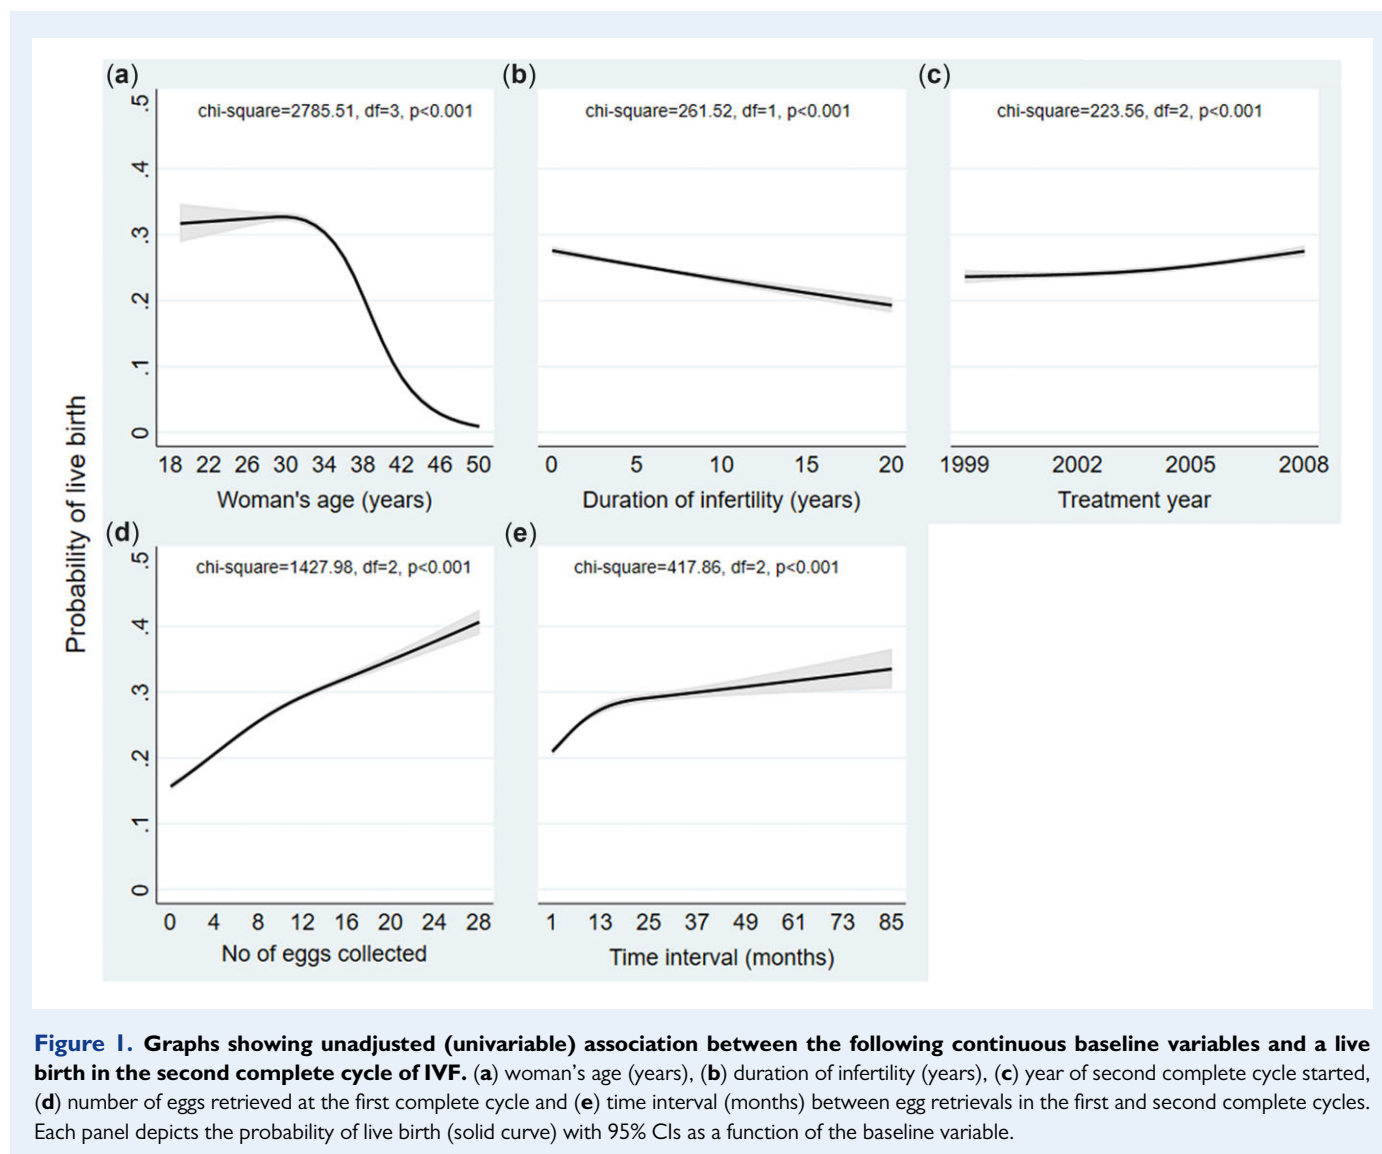 (a)
chi-square=2785.51, df=3, p<0.001
.5
.4
.3
.2
.1
0
18 22 26 30 34 38 42 46 50
Woman's age (years)
(b)
chi-square=261.52, df=1, p<0.001
0 5 10 15 20
Duration of infertility (years)
(c)
chi-square=223.56, df=2, p<0.001
1999 2002 2005 2008
Treatment year
Probability of live birth
(d)
chi-square=1427.98, df=2, p<0.001
.5
.4
.3
.2
.1
0
0 4 8 12 16 20 24 28
No of eggs collected
(e)
chi-square=417.86, df=2, p<0.001
1 13 25 37 49 61 73 85
Time interval (months)
Figure 1. Graphs showing unadjusted (univariable) association between the following continuous baseline variables and a live
birth in the second complete cycle of IVF. (a) woman's age (years), (b) duration of infertility (years), (c) year of second complete cycle started,
(d) number of eggs retrieved at the first complete cycle and (e) time interval (months) between egg retrievals in the first and second complete cycles.
Each panel depicts the probability of live birth (solid curve) with 95% CIs as a function of the baseline variable.